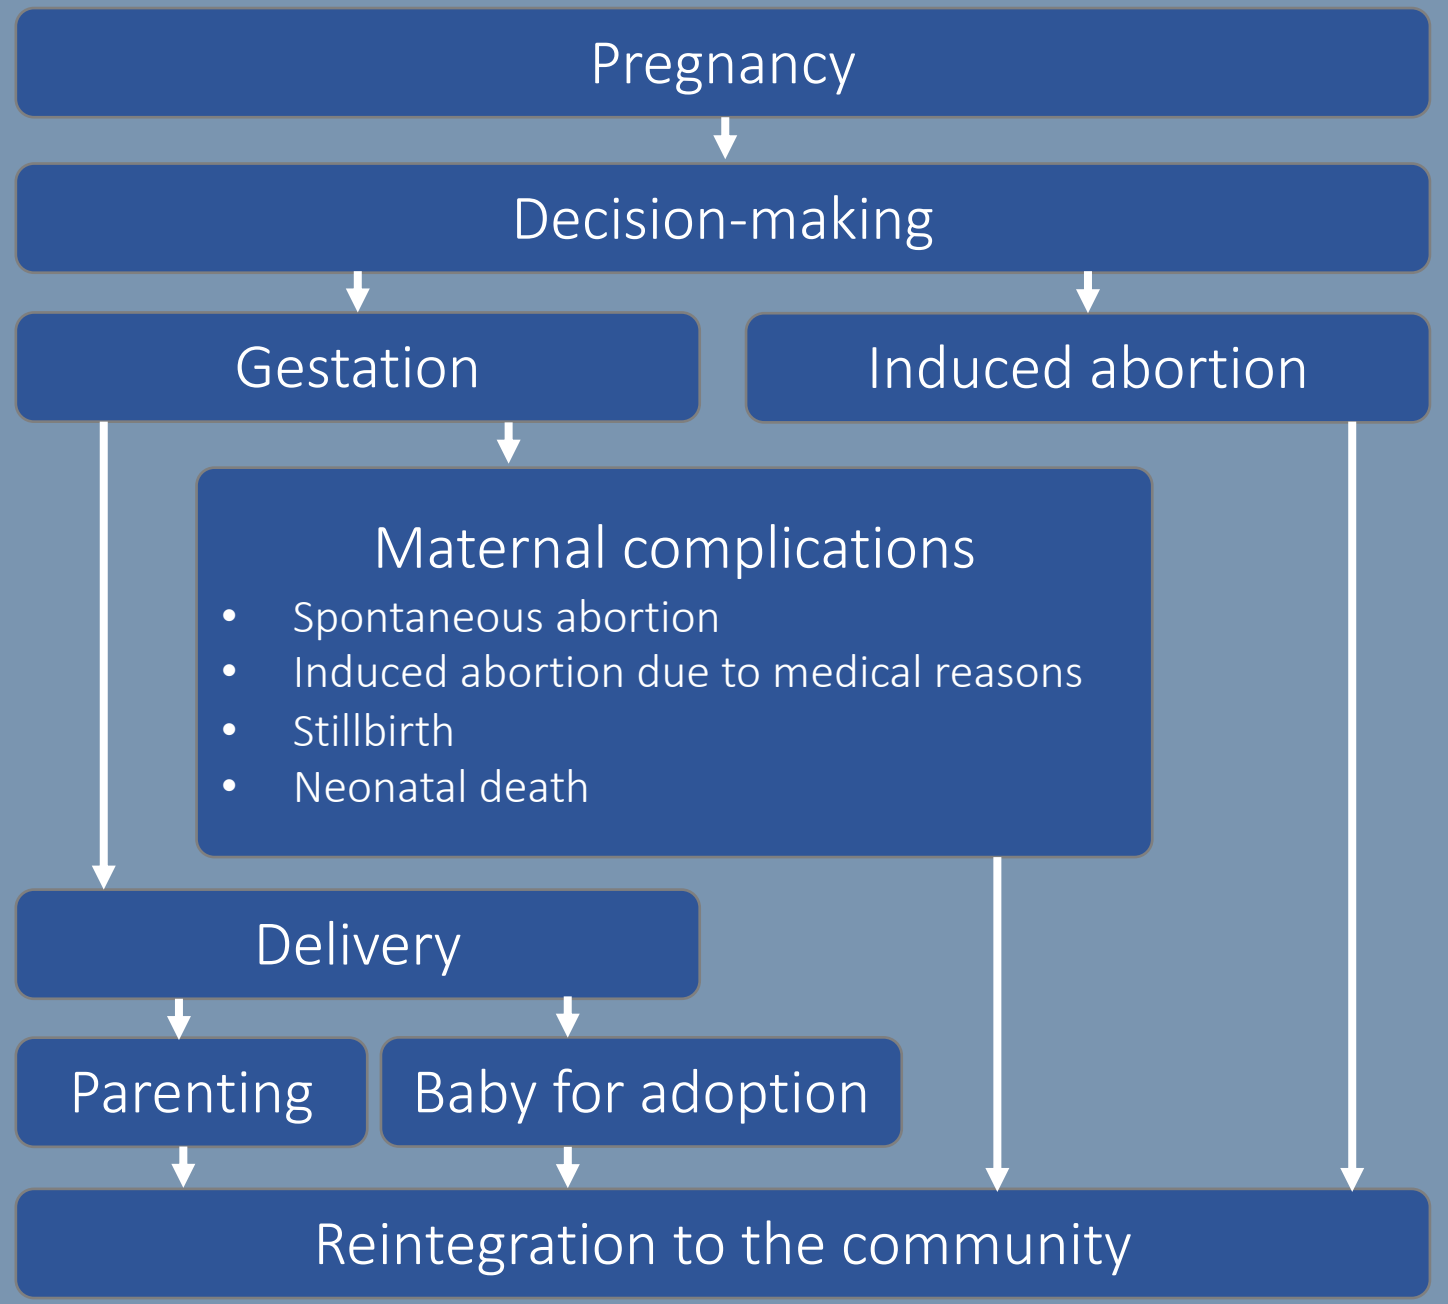 Pregnancy
Decision-making
Gestation
Induced abortion
Maternal complications
• Spontaneous abortion
• Induced abortion due to medical reasons
• Stillbirth
• Neonatal death
Delivery
Parenting
Baby for adoption
Reintegration to the community